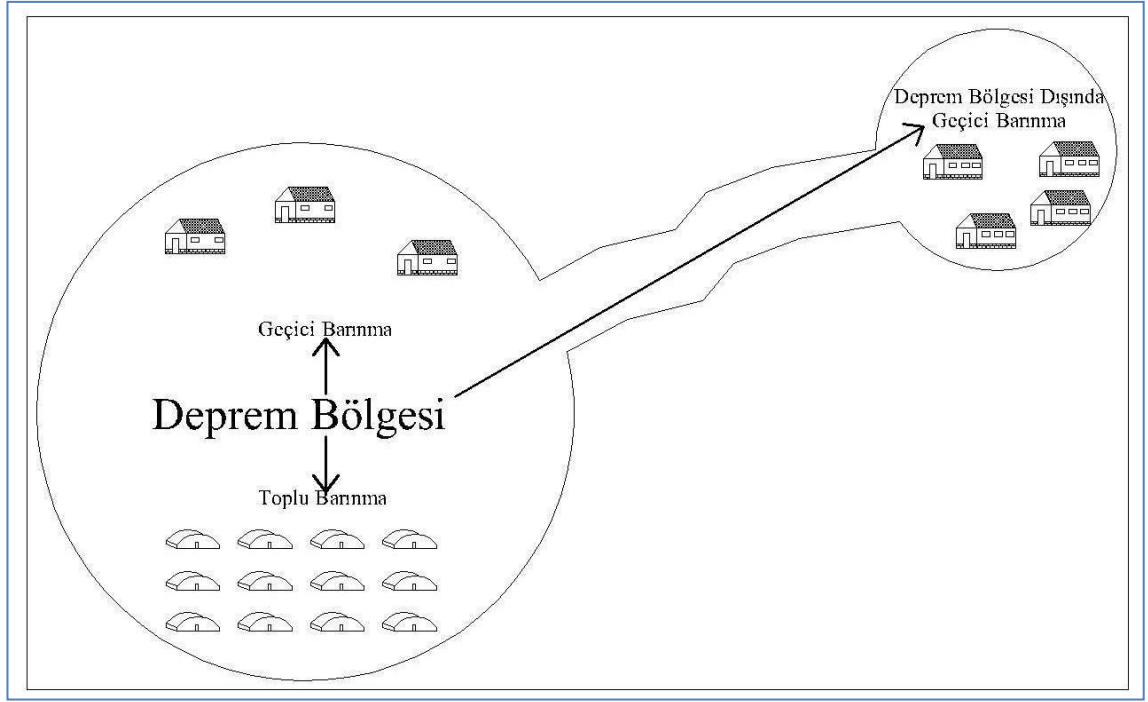 Deprem Bölgesi Dışında
Geçici Barınma
Geçici Barınma
Deprem Bölgesi
Toplu Barınma